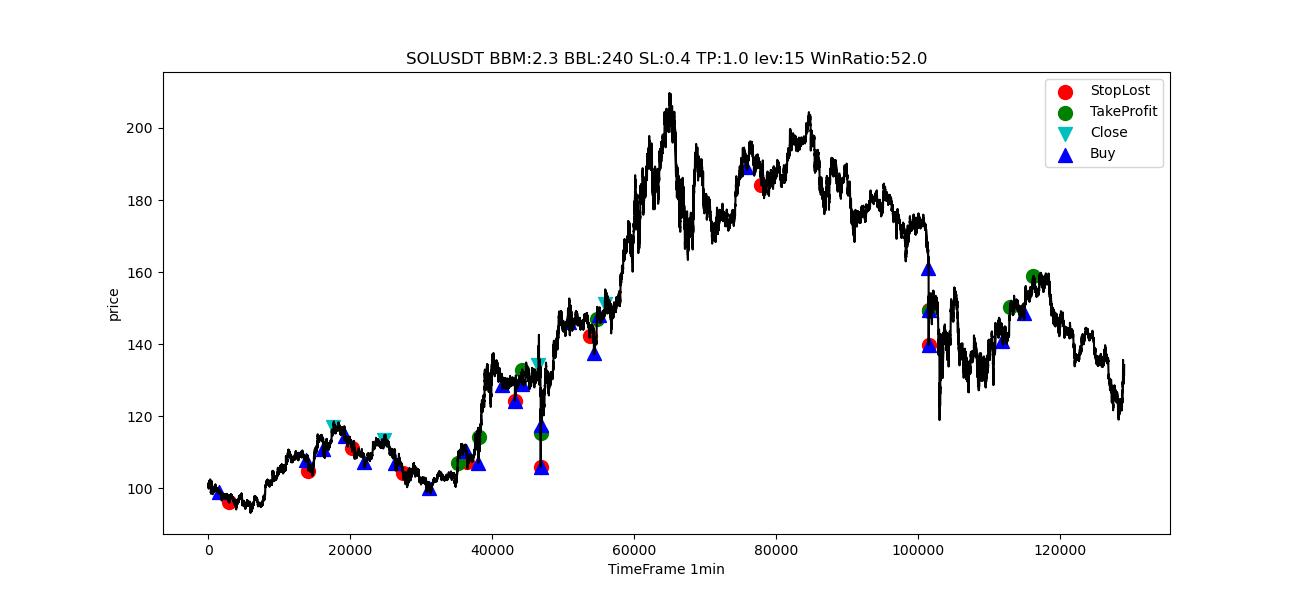 SOLUSDT BBM:2.3 BBL:240 SL:0.4 TP:1.0 lev:15 WinRatio:52.0
StopLost
TakeProfit
Close
Buy
200
180
160
140
120
100
price
0 20000 40000 60000 80000 100000 120000
TimeFrame 1min